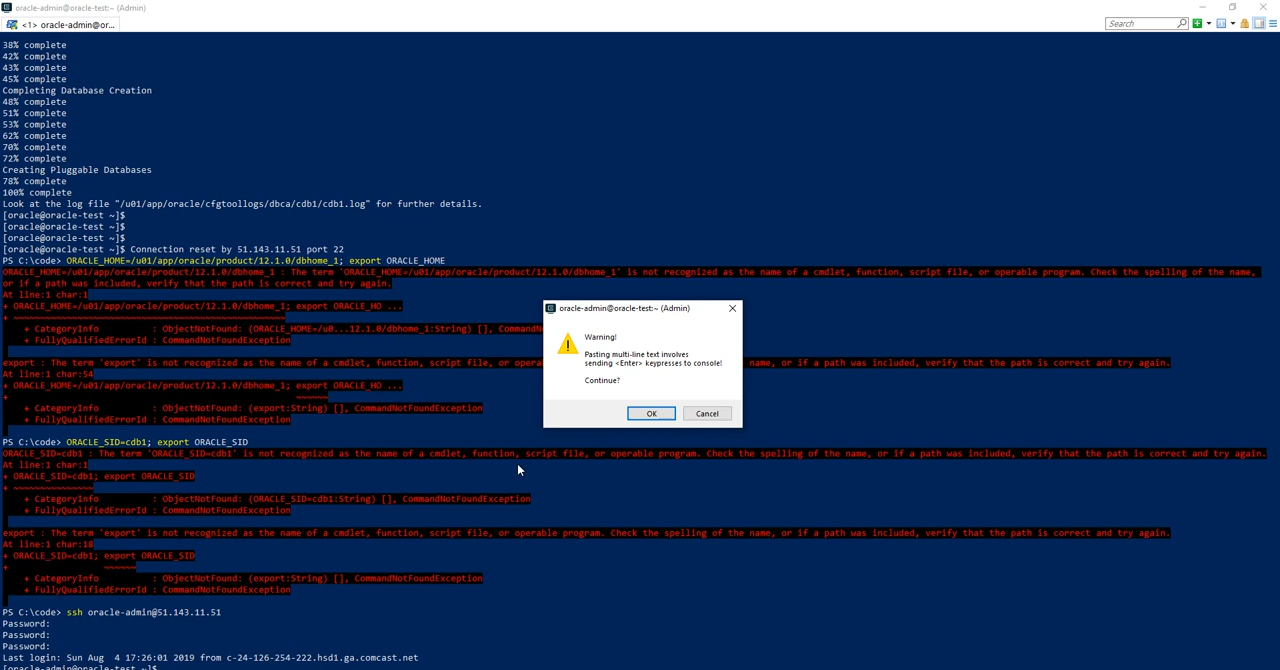 oracle-admin@oracle-test:~ (Admin)
<1> oracle-admin@or...
Search
38% complete
42% complete
43% complete
45% complete
Completing Database Creation
48% complete
51% complete
53% complete
62% complete
70% complete
72% complete
Creating Pluggable Databases
78% complete
100% complete
Look at the log file "/u01/app/oracle/cfgtoollogs/dbca/cdb1/cdb1.log" for further details.
[oracle@oracle-test ~]$
[oracle@oracle-test ~]$
[oracle@oracle-test ~]$
[oracle@oracle-test ~]$ Connection reset by 51.143.11.51 port 22
PS C:\code> ORACLE_HOME=/u01/app/oracle/product/12.1.0/dbhome_1; export ORACLE_HOME
ORACLE_HOME=/u01/app/oracle/product/12.1.0/dbhome_1 : The term 'ORACLE_HOME=/u01/app/oracle/product/12.1.0/dbhome_1' is not recognized as the name of a cmdlet, function, script file, or operable program. Check the spelling of the name,
or if a path was included, verify that the path is correct and try again.
At line:1 char:1
+ ORACLE_HOME=/u01/app/oracle/product/12.1.0/dbhome_1; export ORACLE_HO ...
+ ~~~~~~~~~~~~~~~~~~~~~~~~~~~~~~~~~~~~~~~~~~~~~~~~~~~
+ CategoryInfo : ObjectNotFound: (ORACLE_HOME=/u0...12.1.0/dbhome_1:String) [], CommandN
+ FullyQualifiedErrorId : CommandNotFoundException
export : The term 'export' is not recognized as the name of a cmdlet, function, script file, or opera name, or if a path was included, verify that the path is correct and try again.
At line:1 char:54
+ ORACLE_HOME=/u01/app/oracle/product/12.1.0/dbhome_1; export ORACLE_HO ...
+ ~~~~~~
+ CategoryInfo : ObjectNotFound: (export:String) [], CommandNotFoundException
+ FullyQualifiedErrorId : CommandNotFoundException
PS C:\code> ORACLE_SID=cdb1; export ORACLE_SID
ORACLE_SID=cdb1 : The term 'ORACLE_SID=cdb1' is not recognized as the name of a cmdlet, function, script file, or operable program. Check the spelling of the name, or if a path was included, verify that the path is correct and try again.
At line:1 char:1
+ ORACLE_SID=cdb1; export ORACLE_SID
+ ~~~~~~~~~~~~~~~
+ CategoryInfo : ObjectNotFound: (ORACLE_SID=cdb1:String) [], CommandNotFoundException
+ FullyQualifiedErrorId : CommandNotFoundException
export : The term 'export' is not recognized as the name of a cmdlet, function, script file, or operable program. Check the spelling of the name, or if a path was included, verify that the path is correct and try again.
At line:1 char:18
+ ORACLE_SID=cdb1; export ORACLE_SID
+ ~~~~~~
+ CategoryInfo : ObjectNotFound: (export:String) [], CommandNotFoundException
+ FullyQualifiedErrorId : CommandNotFoundException
PS C:\code> ssh oracle-admin@51.143.11.51
Password:
Password:
Password:
Last login: Sun Aug 4 17:26:01 2019 from c-24-126-254-222.hsd1.ga.comcast.net
[oracle-admin@oracle-test ~]$
oracle-admin@oracle-test:~ (Admin)
Warning!
Pasting multi-line text involves
sending <Enter> keypresses to console!
Continue?
OK
Cancel